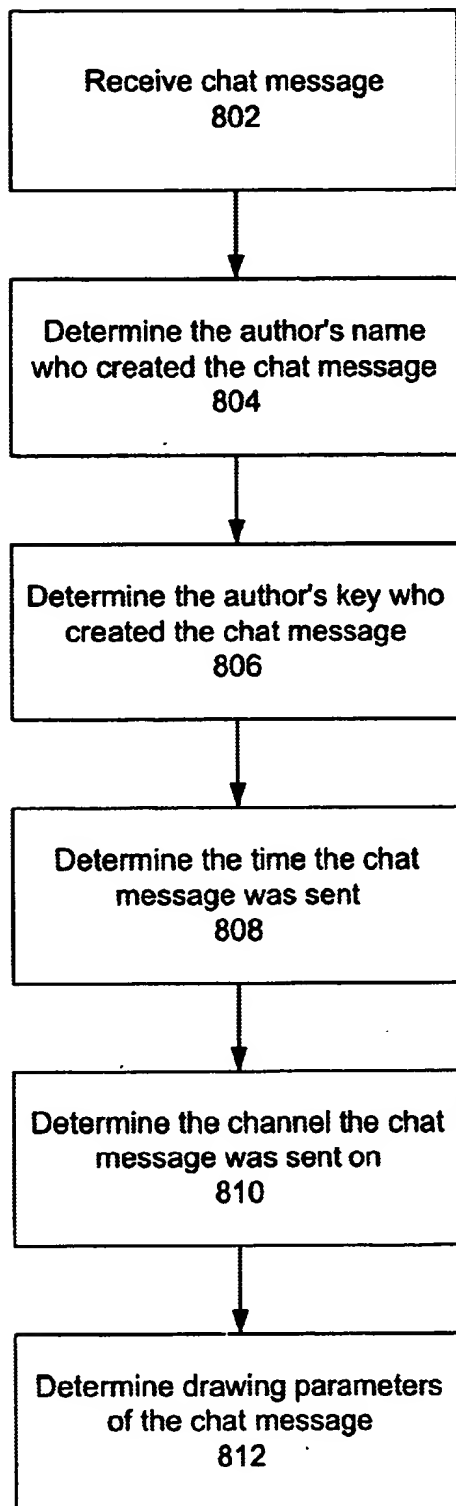 Receive chat message
802
Determine the author's name
who created the chat message
804
Determine the author's key who
created the chat message
806
Determine the time the chat
message was sent
808
Determine the channel the chat
message was sent on
810
Determine drawing parameters
of the chat message
812